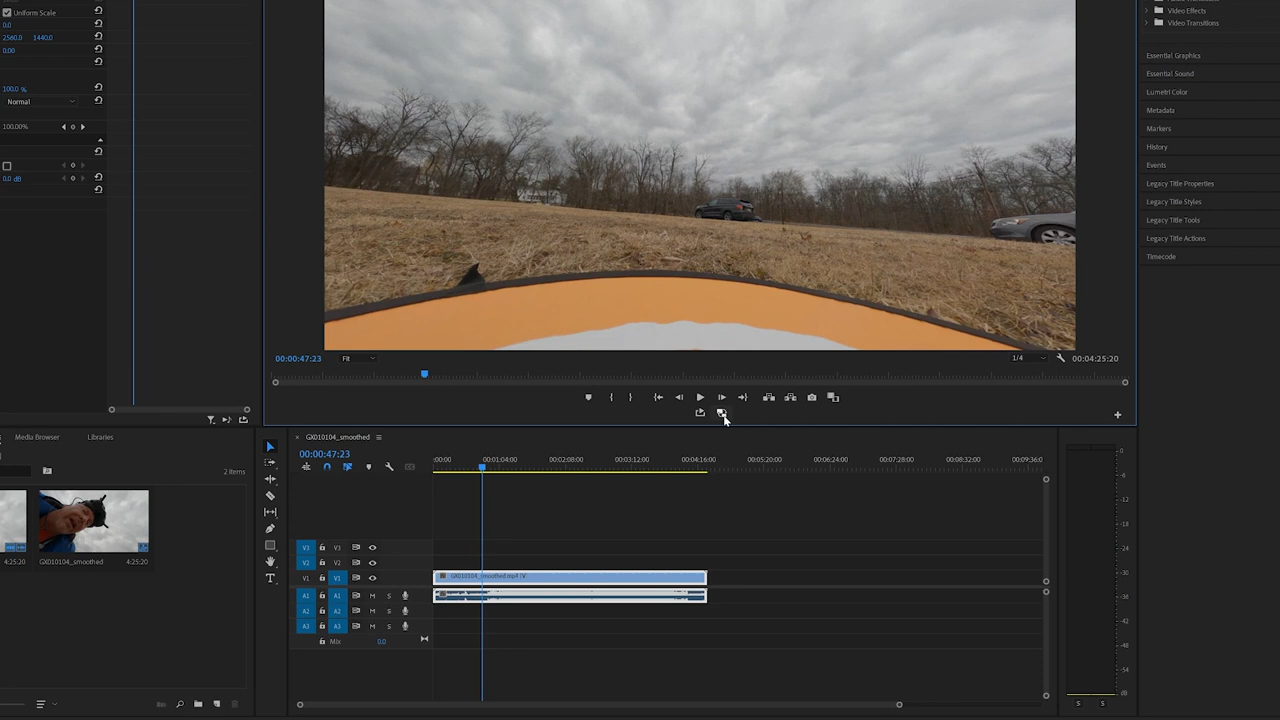 Uniform Scale
0.0
2560.0 1440.0
0.00
100.0 %
Normal
100.00%
0.0 dB
Video Effects
Video Transitions
Essential Graphics
Essential Sound
Lumetri Color
Metadata
Markers
History
Events
Legacy Title Properties
Legacy Title Styles
Legacy Title Tools
Legacy Title Actions
Timecode
00:00:47:23
Fit
1/4
00:04:25:20
Media Browser
Libraries
2 Items
4:25:20
GX010104_smoothed
4:25:20
× GX010104_smoothed
00:00:47:23
:00:00
00:01:04:00
00:02:08:00
00:03:12:00
00:04:16:00
00:05:20:00
00:06:24:00
00:07:28:00
00:08:32:00
00:09:36:0
V3 V3
V2 V2
V1 V1
GX010104_smoothed.mp4 [V]
A1 A1 M S
A2 A2 M S
A3 A3 M S
Mix 0.0
0
-6
-12
-18
-24
-30
-36
-42
-48
-54
dB
S S